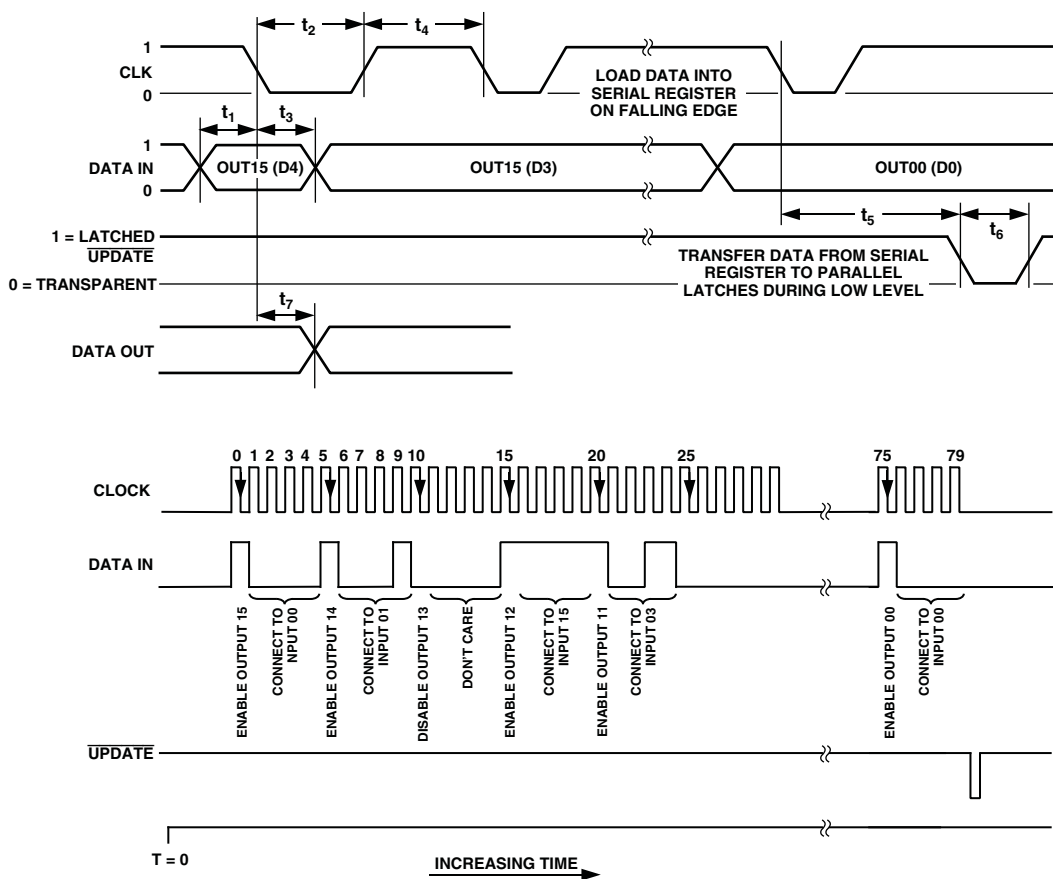 t2
t4
1
CLK
0
LOAD DATA INTO
SERIAL REGISTER
ON FALLING EDGE
t1
t3
1
DATA IN
0
OUT15 (D4)
OUT15 (D3)
OUT00 (D0)
t5
t6
1 = LATCHED
UPDATE
0 = TRANSPARENT
TRANSFER DATA FROM SERIAL
REGISTER TO PARALLEL
LATCHES DURING LOW LEVEL
t7
DATA OUT
0 1 2 3 4 5 6 7 8 9 10 15 20 25 75 79
CLOCK
DATA IN
ENABLE OUTPUT 15
CONNECT TO
NPUT 00
ENABLE OUTPUT 14
CONNECT TO
INPUT 01
DISABLE OUTPUT 13
DON'T CARE
ENABLE OUTPUT 12
CONNECT TO
INPUT 15
ENABLE OUTPUT 11
CONNECT TO
INPUT 03
ENABLE OUTPUT 00
CONNECT TO
INPUT 00
UPDATE
T = 0
INCREASING TIME